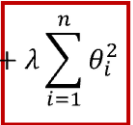 + λ ∑_{i=1}^{n} θ_i^2